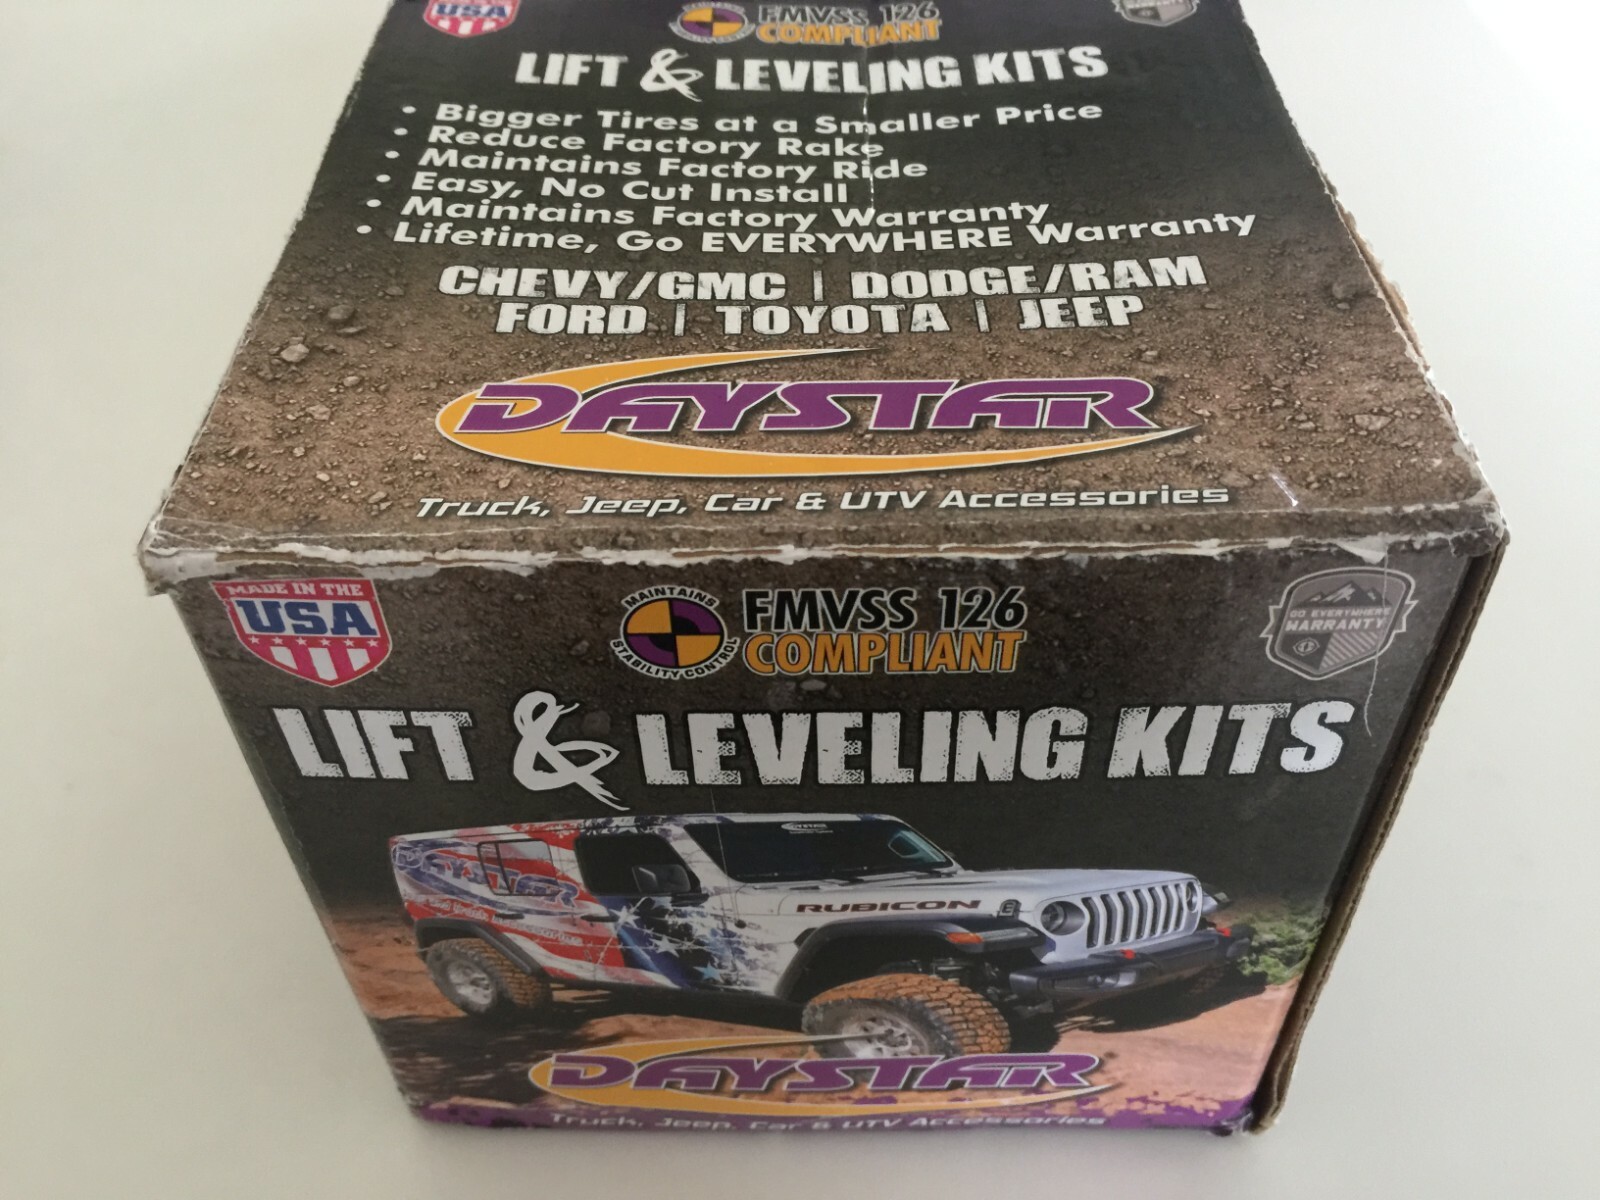 USA
FMVSS 126
COMPLIANT
LIFT & LEVELING KITS
• Bigger Tires at a Smaller Price
• Reduce Factory Rake
• Maintains Factory Ride
• Easy, No Cut Install
• Maintains Factory Warranty
• Lifetime, Go EVERYWHERE Warranty
CHEVY/GMC | DODGE/RAM
FORD | TOYOTA | JEEP
DAYSTAR
Truck, Jeep, Car & UTV Accessories
MADE IN THE
USA
MAINTAINS
STABILITY CONTROL
FMVSS 126
COMPLIANT
GO EVERYWHERE
WARRANTY
LIFT & LEVELING KITS
DAYSTAR
RUBICON
DAYSTAR
Truck, Jeep, Car & UTV Accessories